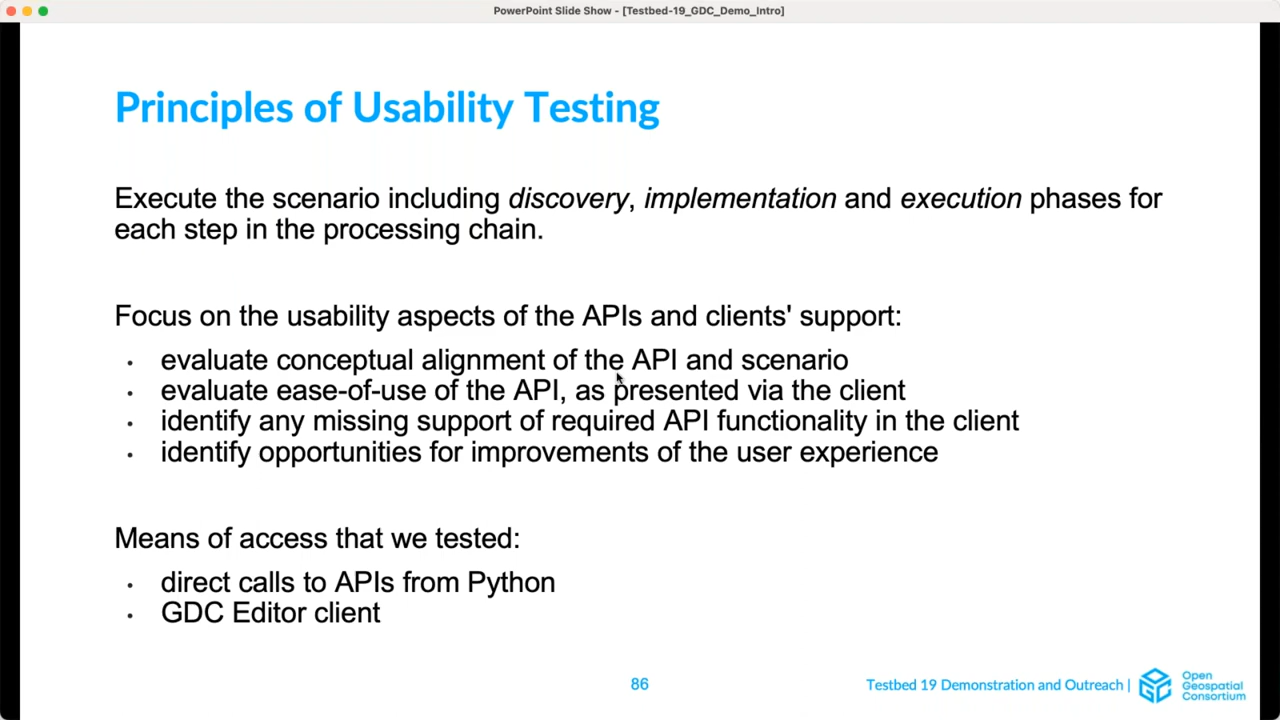 PowerPoint Slide Show - [Testbed-19_GDC_Demo_Intro]
Principles of Usability Testing
Execute the scenario including discovery, implementation and execution phases for
each step in the processing chain.
Focus on the usability aspects of the APIs and clients' support:
• evaluate conceptual alignment of the API and scenario
• evaluate ease-of-use of the API, as presented via the client
• identify any missing support of required API functionality in the client
• identify opportunities for improvements of the user experience
Means of access that we tested:
• direct calls to APIs from Python
• GDC Editor client
86
Testbed 19 Demonstration and Outreach |
Open
Geospatial
Consortium